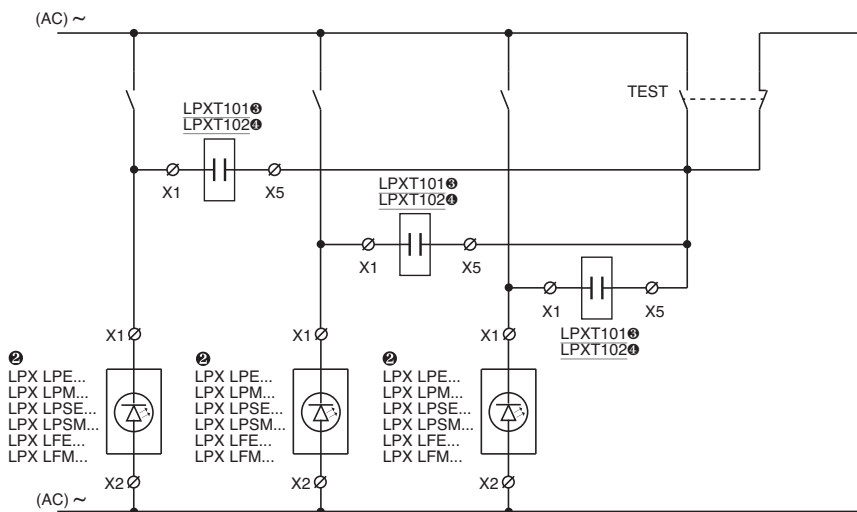 (AC) ~
TEST
LPXT101❸
LPXT102❹
X1
X5
LPXT101❸
LPXT102❹
X1
X5
X1
X5
LPXT101❸
LPXT102❹
X1
X1
X1
❷
LPX LPE...
LPX LPM...
LPX LPSE...
LPX LPSM...
LPX LFE...
LPX LFM...
❷
LPX LPE...
LPX LPM...
LPX LPSE...
LPX LPSM...
LPX LFE...
LPX LFM...
❷
LPX LPE...
LPX LPM...
LPX LPSE...
LPX LPSM...
LPX LFE...
LPX LFM...
X2
X2
X2
(AC) ~